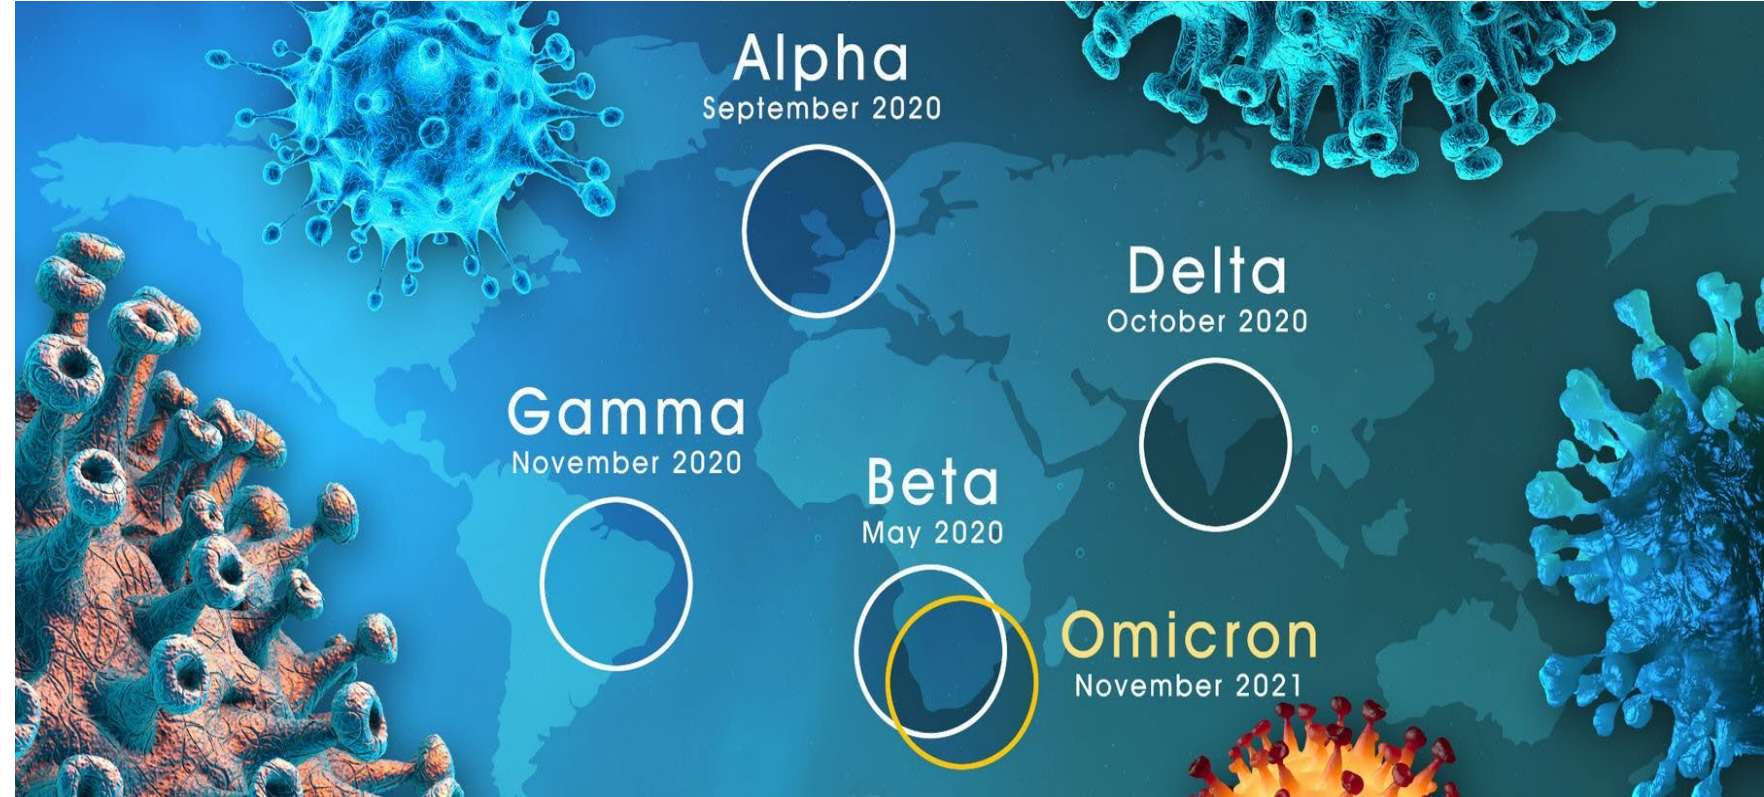 Alpha
September 2020
Delta
October 2020
Gamma
November 2020
Beta
May 2020
Omicron
November 2021